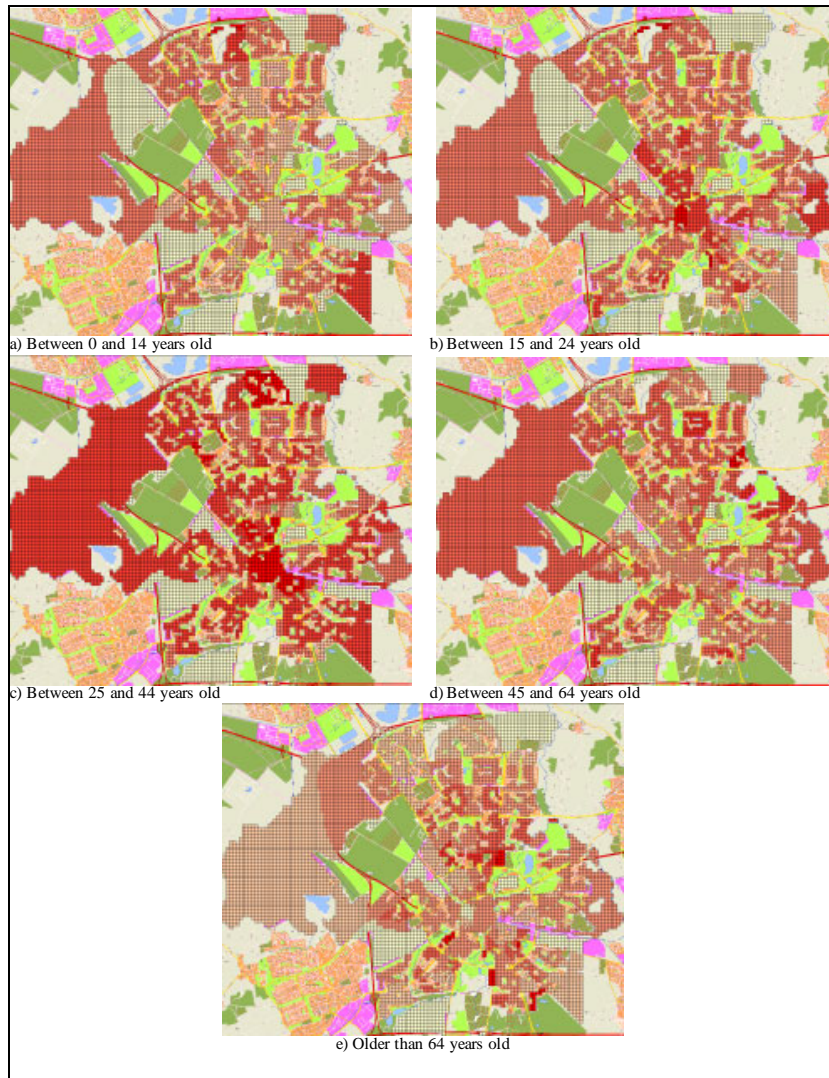 a) Between 0 and 14 years old
b) Between 15 and 24 years old
c) Between 25 and 44 years old
d) Between 45 and 64 years old
e) Older than 64 years old